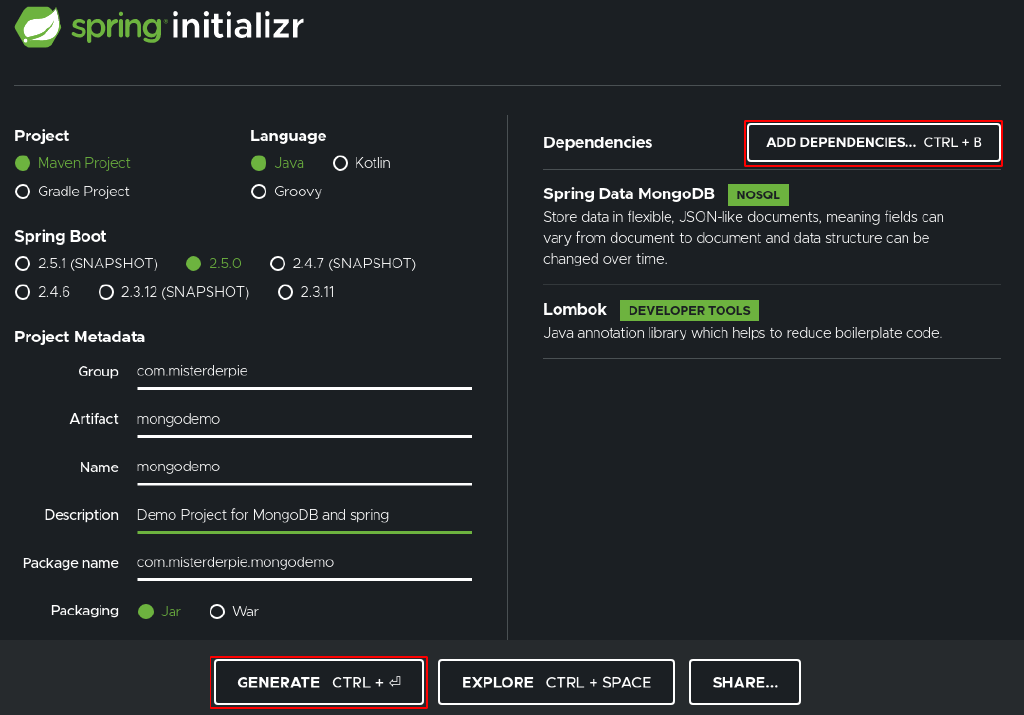 spring initializr
Project
Maven Project
Gradle Project
Language
Java Kotlin
Groovy
Spring Boot
2.5.1 (SNAPSHOT) 2.5.0 2.4.7 (SNAPSHOT)
2.4.6 2.3.12 (SNAPSHOT) 2.3.11
Project Metadata
Group com.misterderpie
Artifact mongodemo
Name mongodemo
Description Demo Project for MongoDB and spring
Package name com.misterderpie.mongodemo
Packaging Jar War
Dependencies ADD DEPENDENCIES... CTRL + B
Spring Data MongoDB NOSQL
Store data in flexible, JSON-like documents, meaning fields can
vary from document to document and data structure can be
changed over time.
Lombok DEVELOPER TOOLS
Java annotation library which helps to reduce boilerplate code.
GENERATE CTRL + ⏎ EXPLORE CTRL + SPACE SHARE...